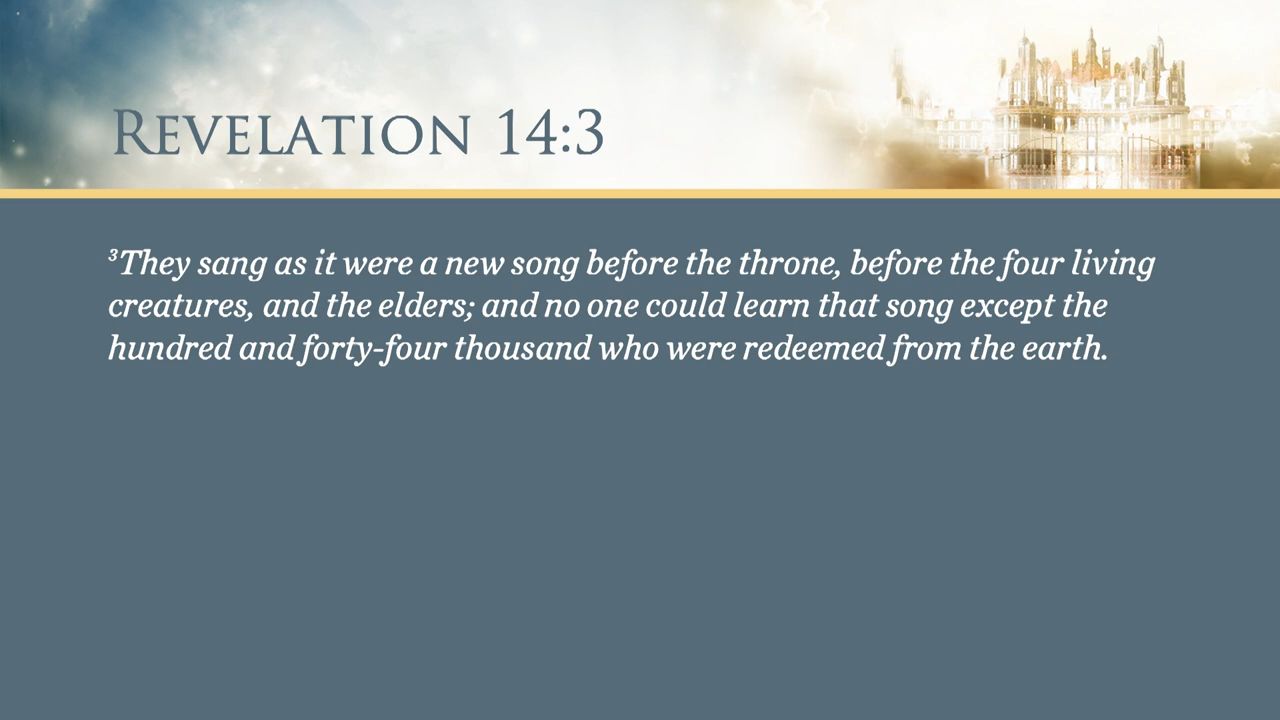 Revelation 14:3
³They sang as it were a new song before the throne, before the four living
creatures, and the elders; and no one could learn that song except the
hundred and forty-four thousand who were redeemed from the earth.